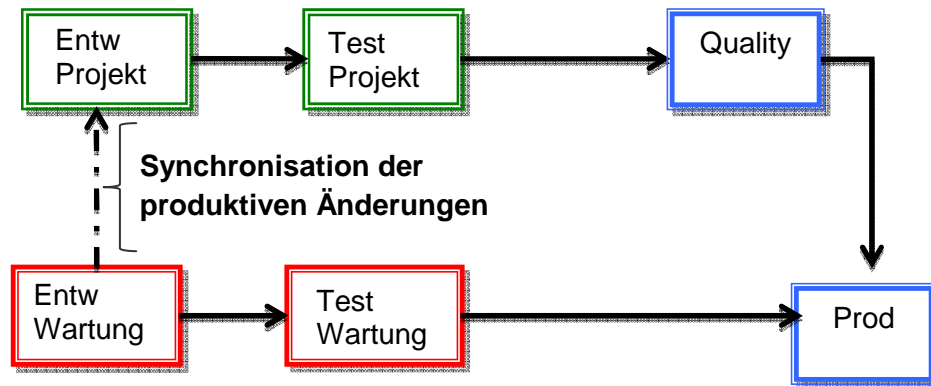 Entw
Projekt
Test
Projekt
Quality
Synchronisation der
produktiven Änderungen
Entw
Wartung
Test
Wartung
Prod